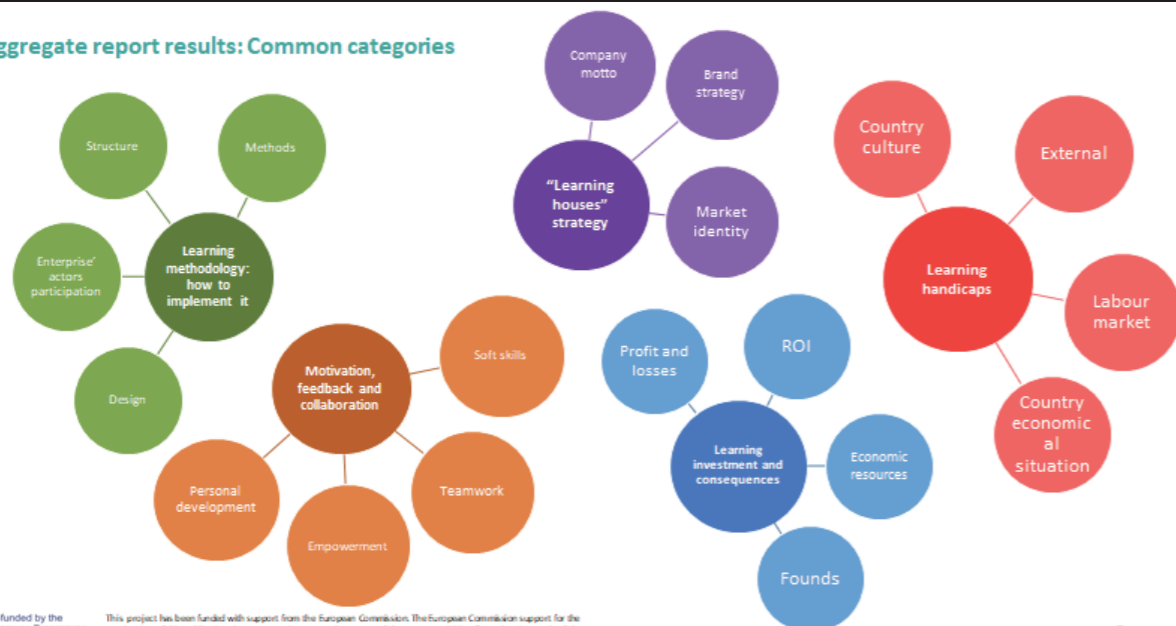 ggregate report results: Common categories
Structure
Methods
Enterprise'
actors
participation
Design
Learning
methodology:
how to
implement it
Company
motto
Brand
strategy
Market
identity
"Learning
houses"
strategy
Country
culture
External
Labour
market
Country
economic
al
situation
Learning
handicaps
Motivation,
feedback and
collaboration
Soft skills
Teamwork
Empowerment
Personal
development
Profit and
losses
ROI
Economic
resources
Founds
Learning
investment and
consequences
funded by the
This project has been funded with support from the European Commission. The European Commission support for the